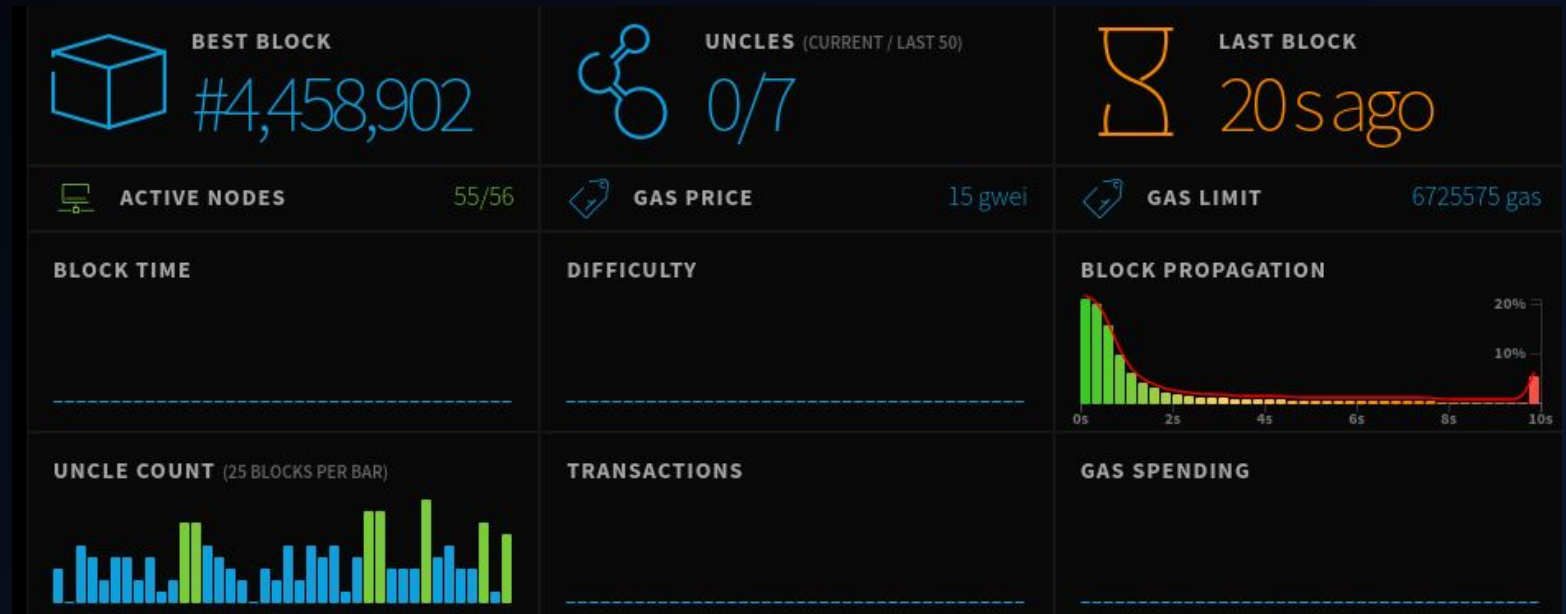 BEST BLOCK
#4,458,902
UNCLES (CURRENT / LAST 50)
0/7
LAST BLOCK
20 s ago
ACTIVE NODES 55/56
GAS PRICE 15 gwei
GAS LIMIT 6725575 gas
BLOCK TIME
DIFFICULTY
BLOCK PROPAGATION
20%
10%
0s 2s 4s 6s 8s 10s
UNCLE COUNT (25 BLOCKS PER BAR)
TRANSACTIONS
GAS SPENDING